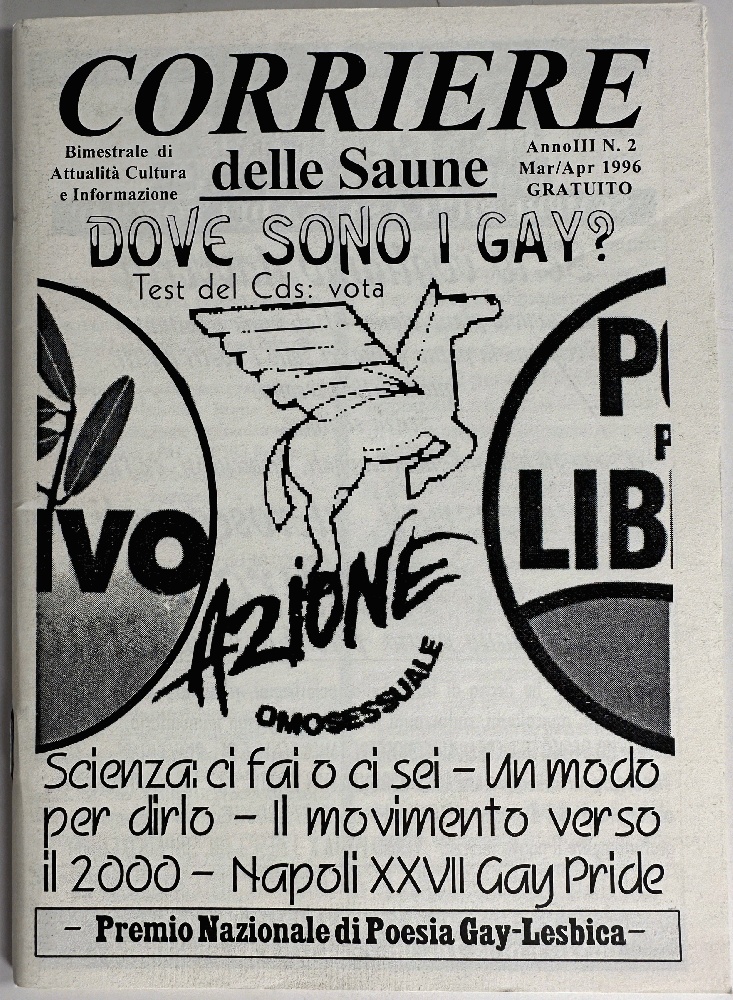 CORRIERE
delle Saune
Bimestrale di
Attualità Cultura
e Informazione
AnnoIII N. 2
Mar/Apr 1996
GRATUITO
DOVE SONO I GAY?
Test del Cds: vota
IVO
AZIONE
OMOSESSUALE
PO
P
LIB
Scienza: ci fai o ci sei – Un modo
per dirlo – Il movimento verso
il 2000 – Napoli XXVII Gay Pride
– Premio Nazionale di Poesia Gay-Lesbica–